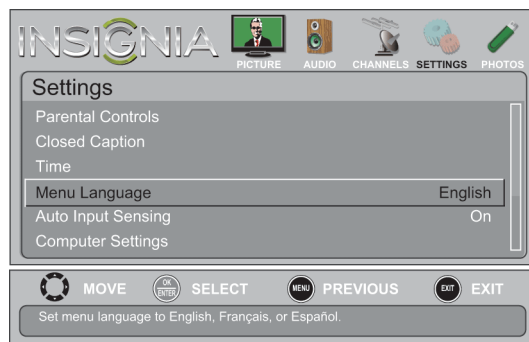 INSIGNIA
PICTURE AUDIO CHANNELS SETTINGS PHOTOS
Settings
Parental Controls
Closed Caption
Time
Menu Language English
Auto Input Sensing On
Computer Settings
MOVE OK ENTER SELECT MENU PREVIOUS EXIT EXIT
Set menu language to English, Français, or Español.